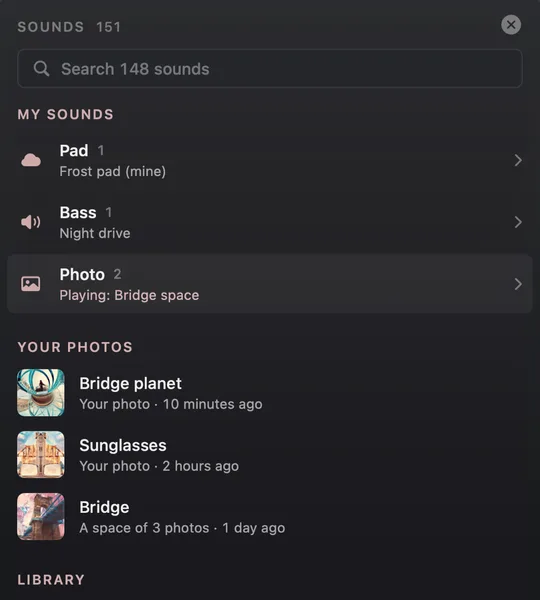 SOUNDS 151
Search 148 sounds
MY SOUNDS
Pad 1
Frost pad (mine)
Bass 1
Night drive
Photo 2
Playing: Bridge space
YOUR PHOTOS
Bridge planet
Your photo · 10 minutes ago
Sunglasses
Your photo · 2 hours ago
Bridge
A space of 3 photos · 1 day ago
LIBRARY